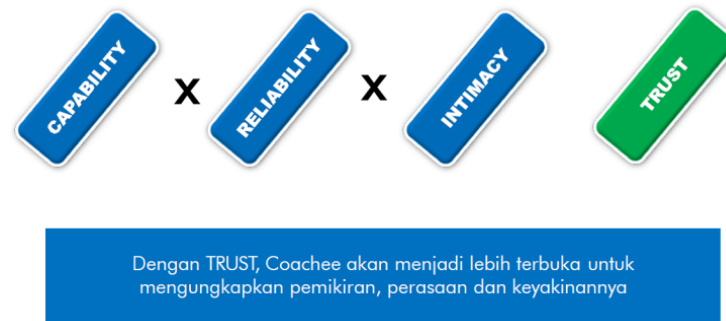 CAPABILITY X RELIABILITY X INTIMACY TRUST
Dengan TRUST, Coachee akan menjadi lebih terbuka untuk
mengungkapkan pemikiran, perasaan dan keyakinannya